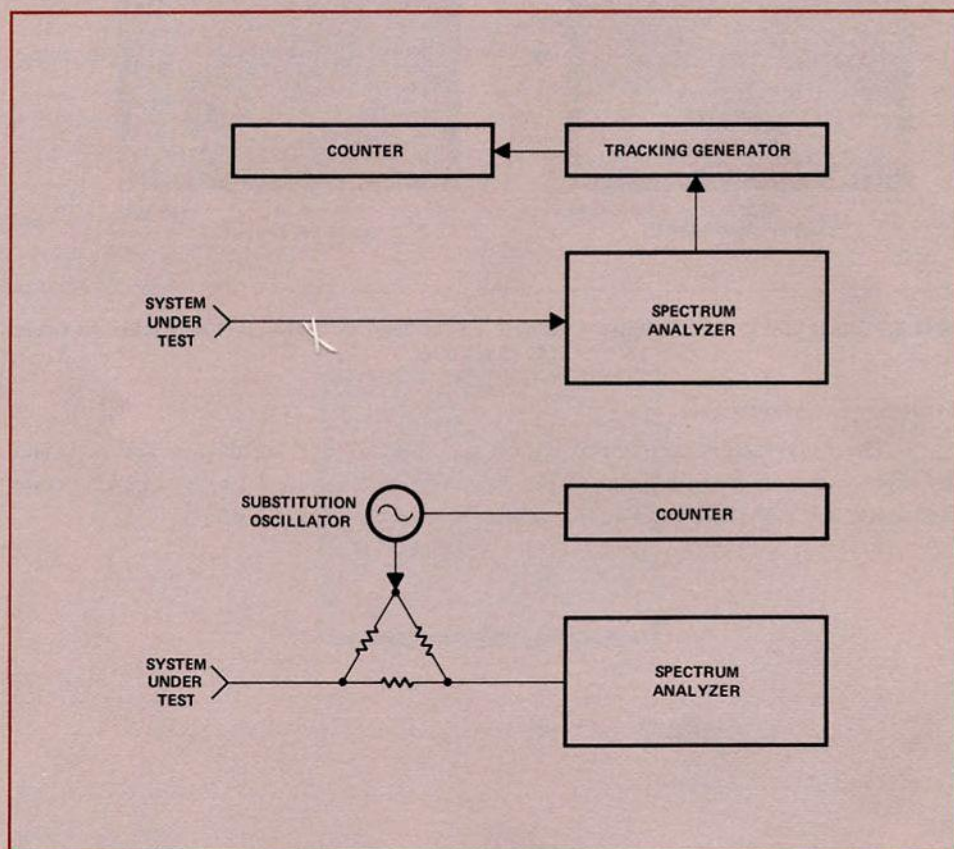 COUNTER
TRACKING GENERATOR
SYSTEM
UNDER
TEST
SPECTRUM
ANALYZER
SUBSTITUTION
OSCILLATOR
COUNTER
SYSTEM
UNDER
TEST
SPECTRUM
ANALYZER